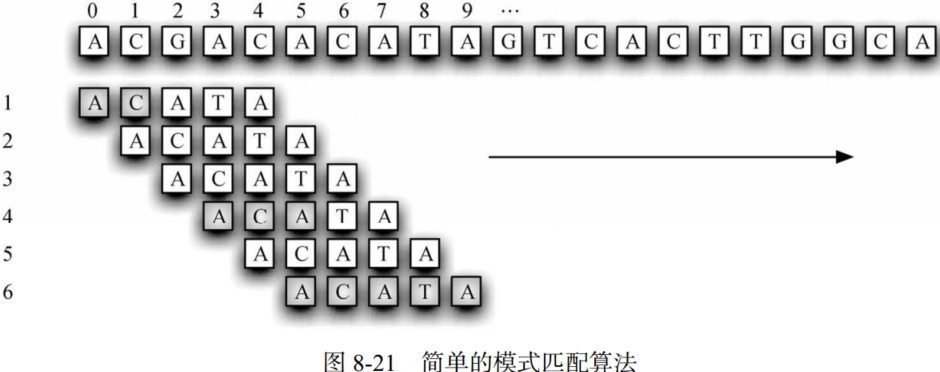 0 1 2 3 4 5 6 7 8 9 ⋯
A C G A C A C A T A G T C A C T T G G C A
1 A C A T A
2 A C A T A
3 A C A T A
4 A C A T A
5 A C A T A
6 A C A T A
图 8-21 简单的模式匹配算法